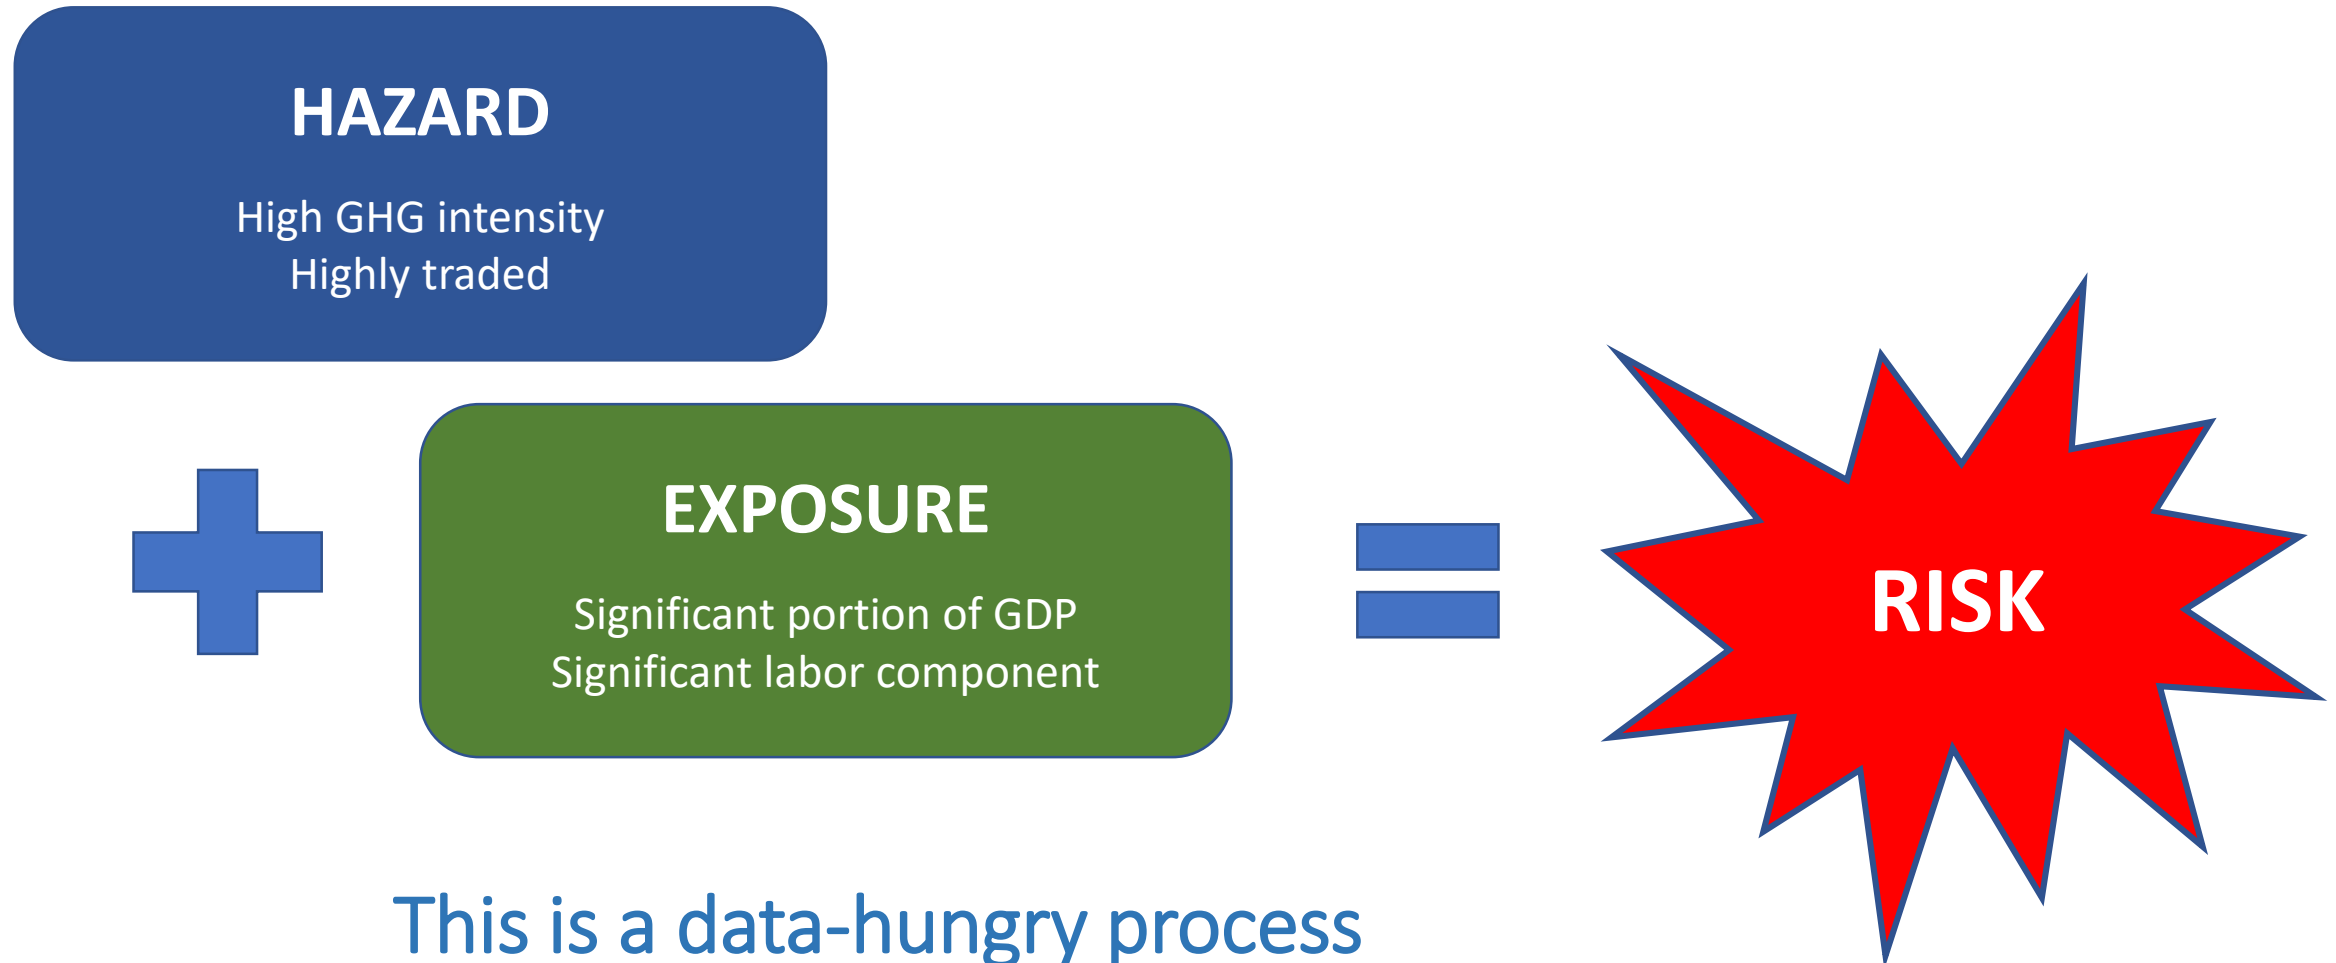 HAZARD
High GHG intensity
Highly traded
EXPOSURE
Significant portion of GDP
Significant labor component
RISK
This is a data-hungry process